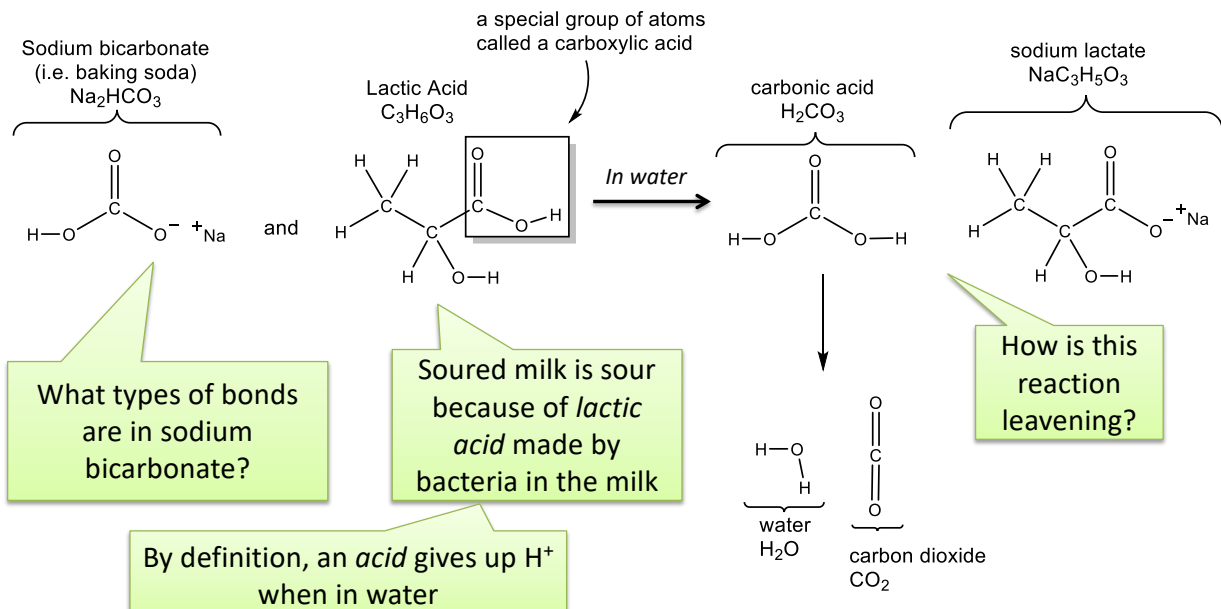 a special group of atoms
called a carboxylic acid
Sodium bicarbonate
(i.e. baking soda)
Na2HCO3
Lactic Acid
C3H6O3
carbonic acid
H2CO3
sodium lactate
NaC3H5O3
O
C
H–O
O− +Na
and
H
H
O
H
C
C
O
H
C
H
O–H
In water
O
C
H–O
O–H
H
H
O
H
C
C
O− +Na
C
H
O–H
What types of bonds
are in sodium
bicarbonate?
Soured milk is sour
because of lactic
acid made by
bacteria in the milk
How is this
reaction
leavening?
H–O
H
O
C
O
water
H2O
carbon dioxide
CO2
By definition, an acid gives up H+
when in water